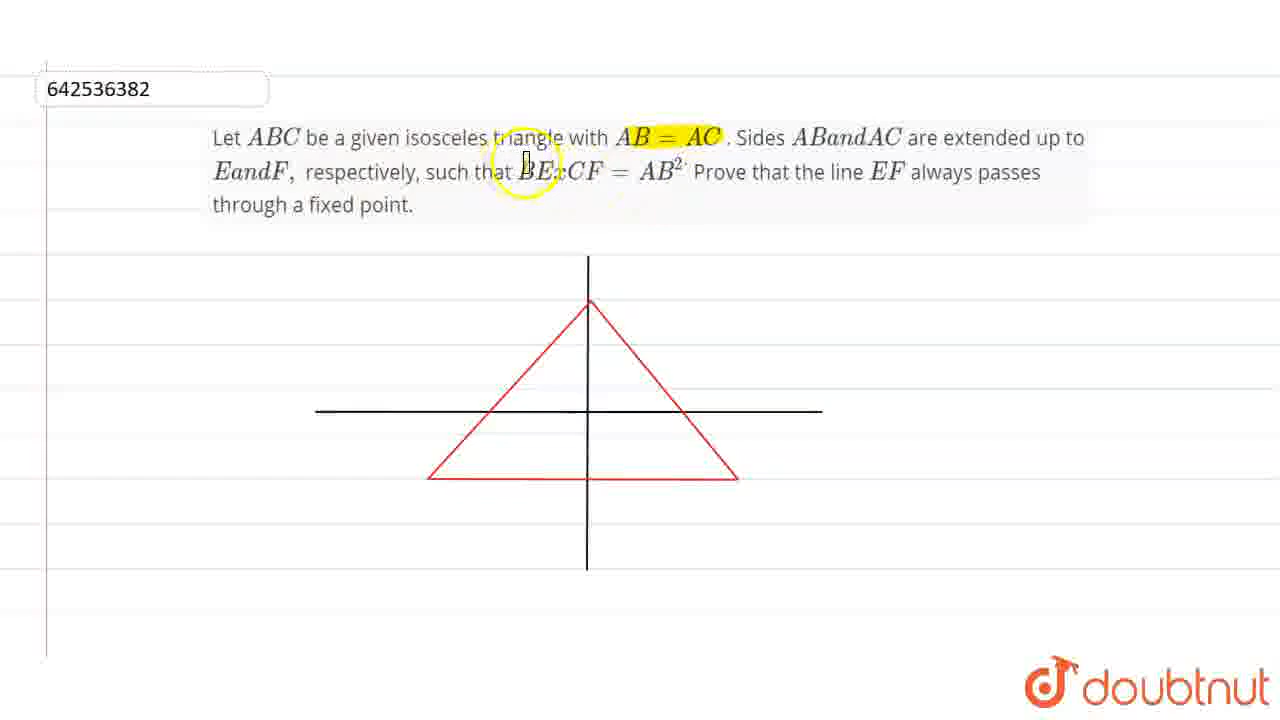 642536382
Let ABC be a given isosceles triangle with AB = AC . Sides ABandAC are extended up to
EandF, respectively, such that BExCF = AB²˙ Prove that the line EF always passes
through a fixed point.
doubtnut